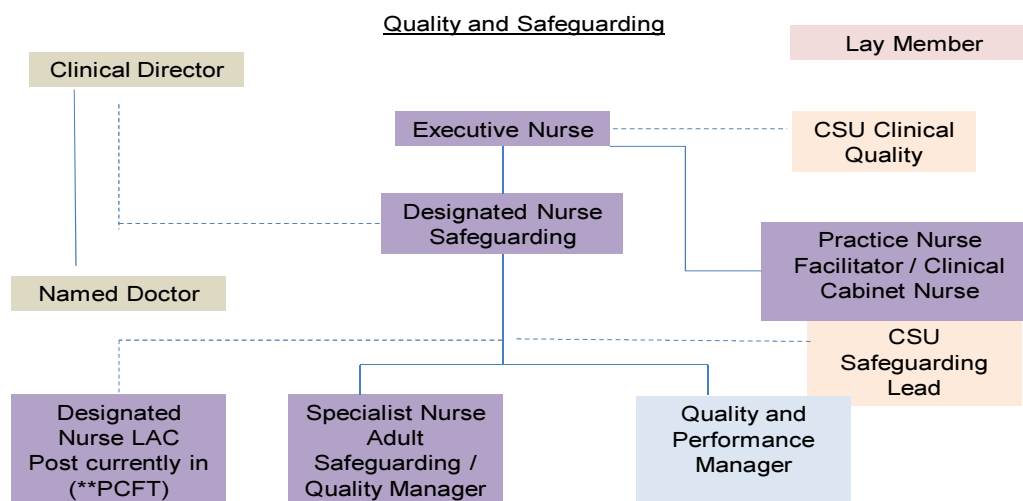 Quality and Safeguarding
Lay Member
Clinical Director
Executive Nurse
CSU Clinical
Quality
Designated Nurse
Safeguarding
Practice Nurse
Facilitator / Clinical
Cabinet Nurse
Named Doctor
CSU
Safeguarding
Lead
Designated
Nurse LAC
Post currently in
(**PCFT)
Specialist Nurse
Adult
Safeguarding /
Quality Manager
Quality and
Performance
Manager